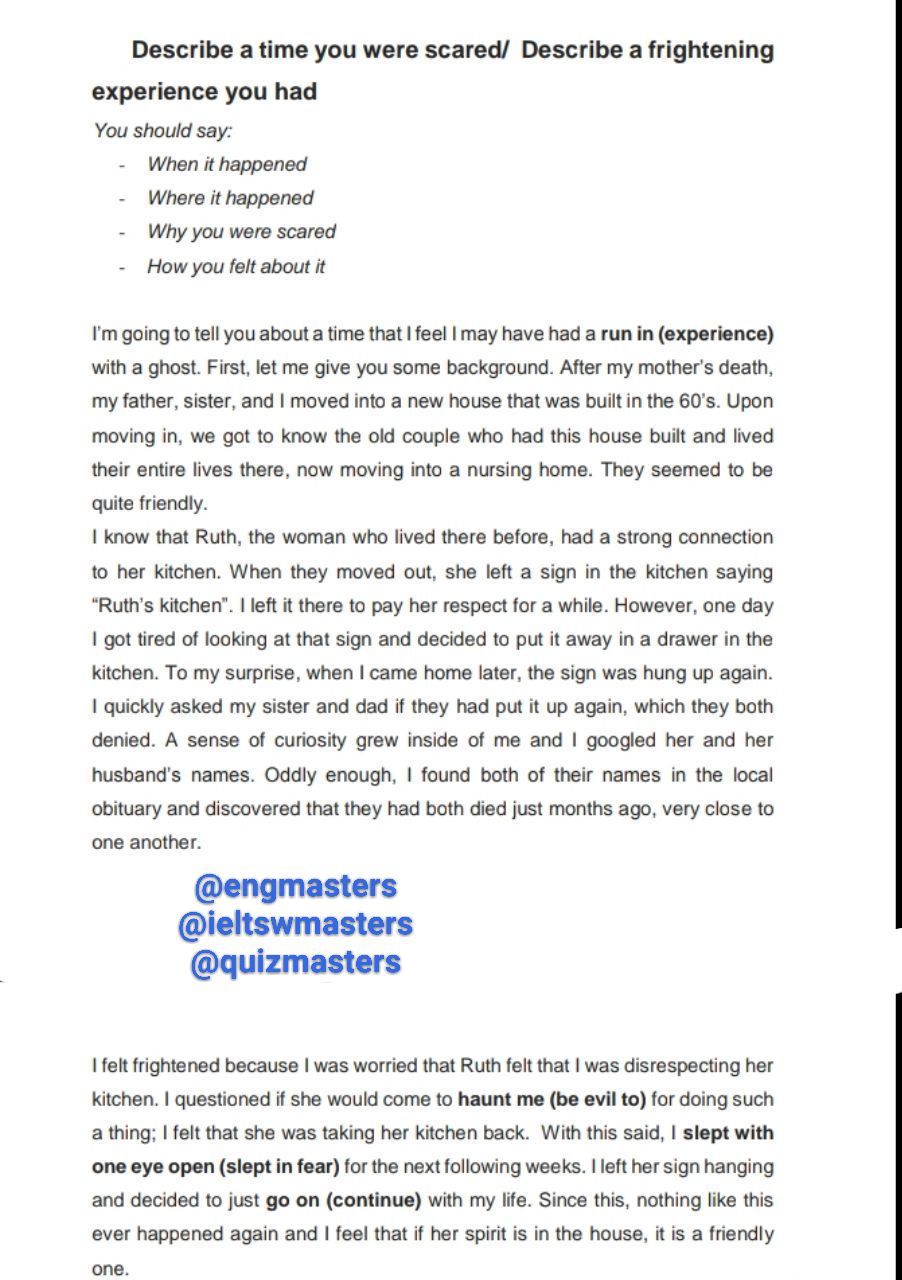 Describe a time you were scared/ Describe a frightening
experience you had
You should say:
- When it happened
- Where it happened
- Why you were scared
- How you felt about it
I'm going to tell you about a time that I feel I may have had a run in (experience)
with a ghost. First, let me give you some background. After my mother's death,
my father, sister, and I moved into a new house that was built in the 60's. Upon
moving in, we got to know the old couple who had this house built and lived
their entire lives there, now moving into a nursing home. They seemed to be
quite friendly.
I know that Ruth, the woman who lived there before, had a strong connection
to her kitchen. When they moved out, she left a sign in the kitchen saying
“Ruth's kitchen”. I left it there to pay her respect for a while. However, one day
I got tired of looking at that sign and decided to put it away in a drawer in the
kitchen. To my surprise, when I came home later, the sign was hung up again.
I quickly asked my sister and dad if they had put it up again, which they both
denied. A sense of curiosity grew inside of me and I googled her and her
husband's names. Oddly enough, I found both of their names in the local
obituary and discovered that they had both died just months ago, very close to
one another.
@engmasters
@ieltswmasters
@quizmasters
I felt frightened because I was worried that Ruth felt that I was disrespecting her
kitchen. I questioned if she would come to haunt me (be evil to) for doing such
a thing; I felt that she was taking her kitchen back. With this said, I slept with
one eye open (slept in fear) for the next following weeks. I left her sign hanging
and decided to just go on (continue) with my life. Since this, nothing like this
ever happened again and I feel that if her spirit is in the house, it is a friendly
one.